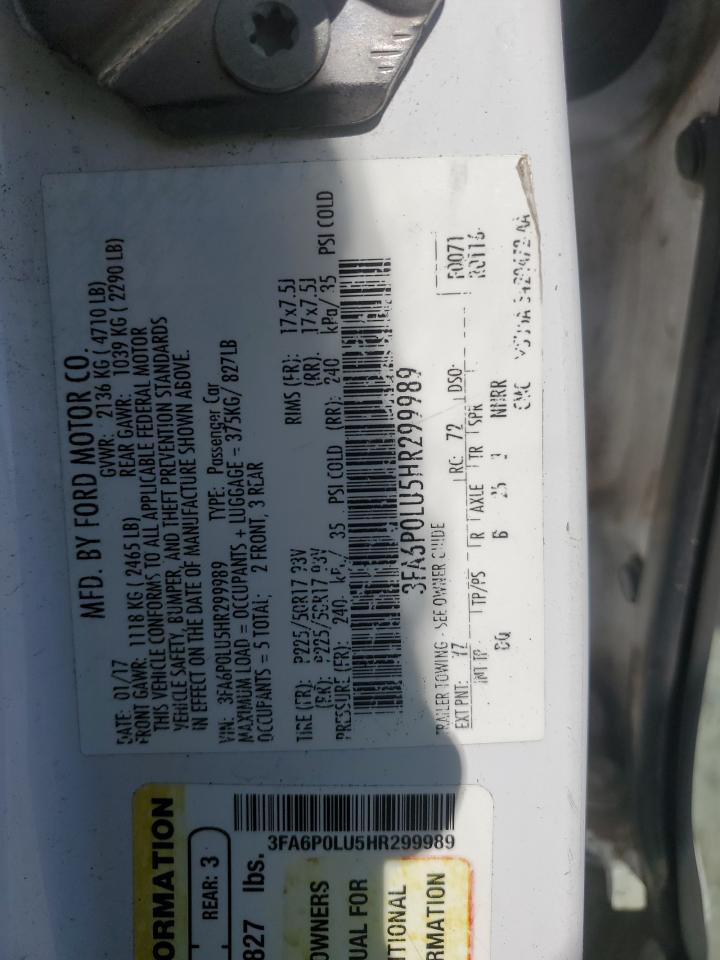 MFD. BY FORD MOTOR CO.
DATE: 01/17 GVWR: 2136 KG ( 4710 LB)
FRONT GAWR: 1118 KG ( 2465 LB) REAR GAWR: 1039 KG ( 2290 LB)
THIS VEHICLE CONFORMS TO ALL APPLICABLE FEDERAL MOTOR
VEHICLE SAFETY, BUMPER, AND THEFT PREVENTION STANDARDS
IN EFFECT ON THE DATE OF MANUFACTURE SHOWN ABOVE.
VIN: 3FA6P0LU5HR299989 TYPE: Passenger Car
MAXIMUM LOAD = OCCUPANTS + LUGGAGE = 375KG/ 827LB
OCCUPANTS = 5 TOTAL; 2 FRONT, 3 REAR
TIRE (FR): P225/50R17 93V RIMS (FR): 17x7.5J
(RR): P225/50R17 93V (RR): 17x7.5J
PRESSURE (FR): 240 kPa/ 35 PSI COLD (RR): 240 kPa/ 35 PSI COLD
3FA6P0LU5HR299989
TRAILER TOWING - SEE OWNER GUIDE F0071
EXT PNT: YZ RC: 72 DSO: R0116
INT TR TP/PS R AXLE TR SPR
CQ B 25 NHRR
CMC
3FA6P0LU5HR299989
ORMATION
REAR: 3
827 lbs.
OWNERS
UAL FOR
ITIONAL
RMATION